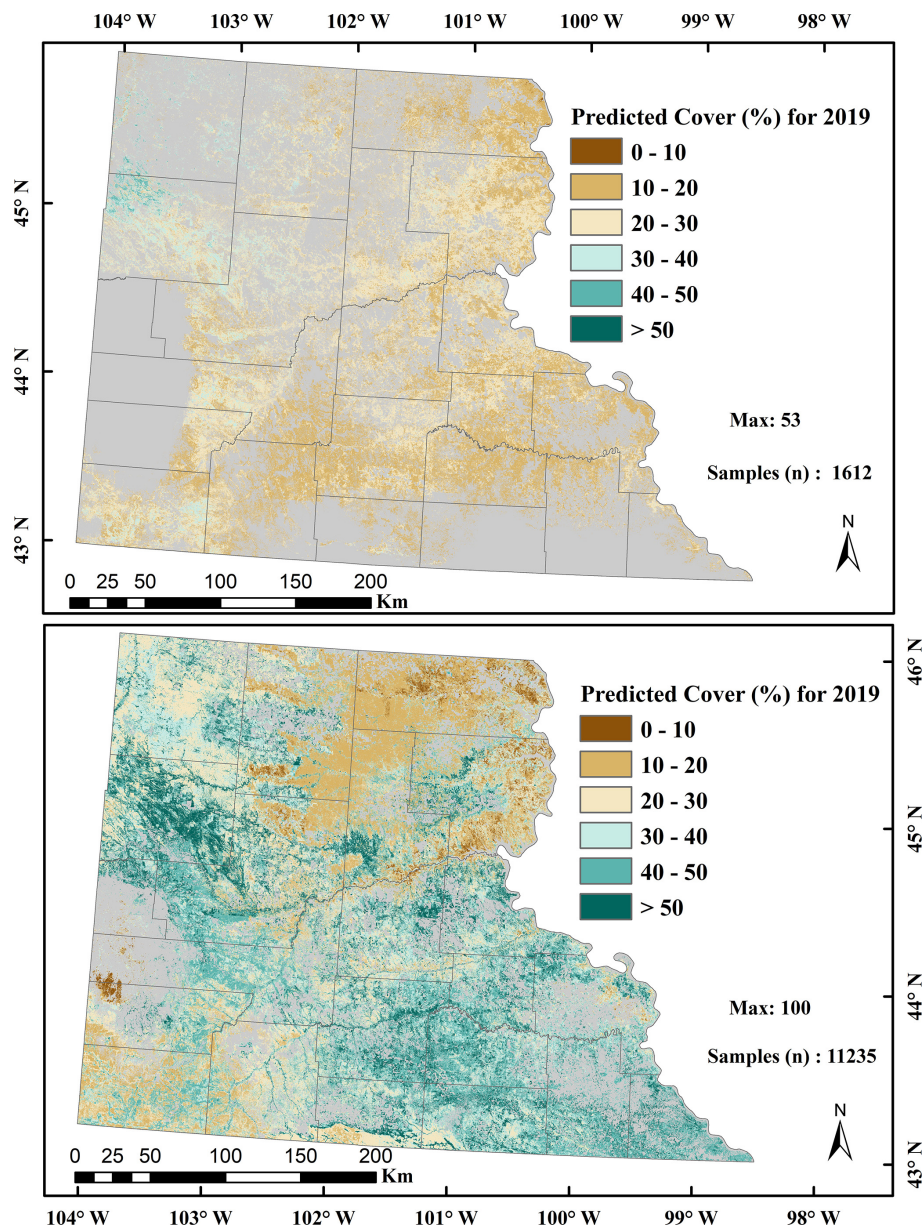 104° W 103° W 102° W 101° W 100° W 99° W 98° W
Predicted Cover (%) for 2019
0 - 10
10 - 20
20 - 30
30 - 40
40 - 50
> 50
45° N
44° N
43° N
Max: 53
Samples (n) : 1612
N
0 25 50 100 150 200
Km
Predicted Cover (%) for 2019
0 - 10
10 - 20
20 - 30
30 - 40
40 - 50
> 50
46° N
45° N
44° N
43° N
Max: 100
Samples (n) : 11235
N
0 25 50 100 150 200
Km
104° W 103° W 102° W 101° W 100° W 99° W 98° W